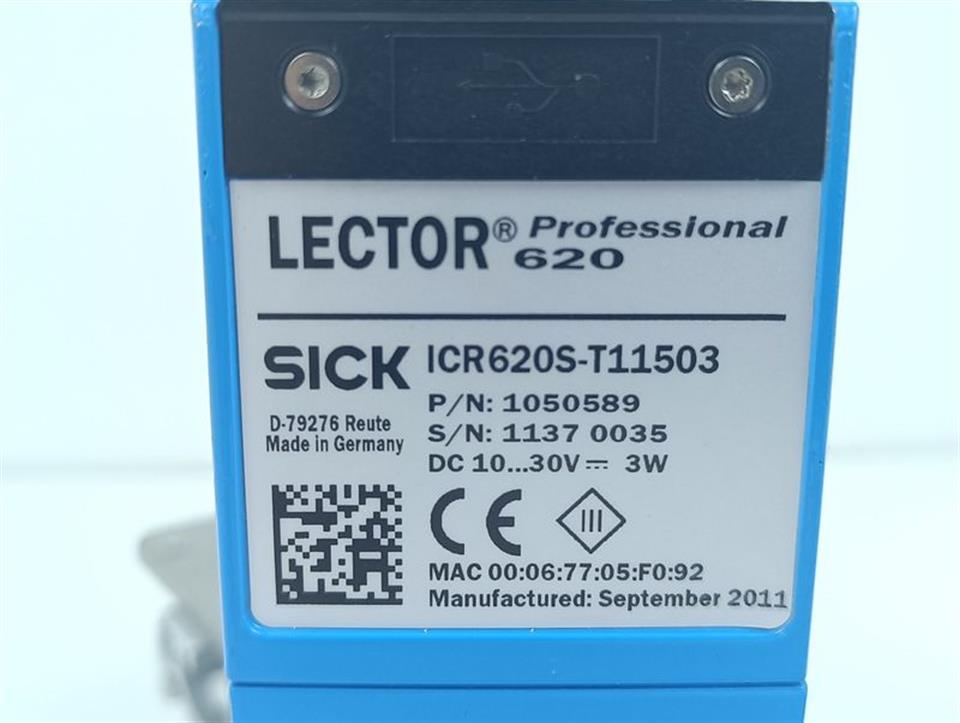 LECTOR® Professional
620
SICK ICR620S-T11503
P/N: 1050589
D-79276 Reute
S/N: 1137 0035
Made in Germany
DC 10...30V⎓ 3W
CE III
MAC 00:06:77:05:F0:92
Manufactured: September 2011